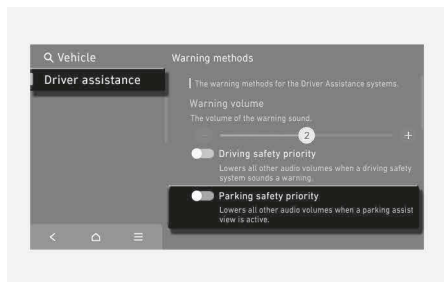 Vehicle
Warning methods
Driver assistance
The warning methods for the Driver Assistance systems.
Warning volume
The volume of the warning sound.
2
Driving safety priority
Lowers all other audio volumes when a driving safety
system sounds a warning.
Parking safety priority
Lowers all other audio volumes when a parking assist
view is active.